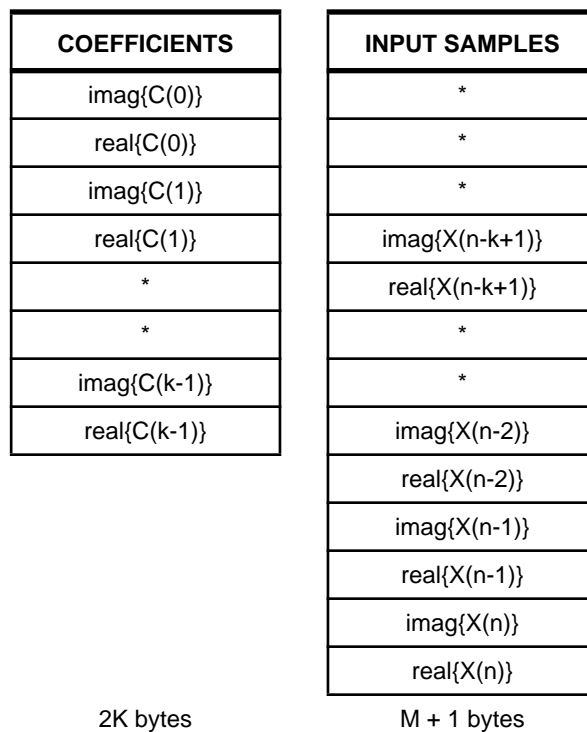 COEFFICIENTS
imag{C(0)}
real{C(0)}
imag{C(1)}
real{C(1)}
*
*
imag{C(k-1)}
real{C(k-1)}
2K bytes
INPUT SAMPLES
*
*
*
imag{X(n-k+1)}
real{X(n-k+1)}
*
*
imag{X(n-2)}
real{X(n-2)}
imag{X(n-1)}
real{X(n-1)}
imag{X(n)}
real{X(n)}
M + 1 bytes